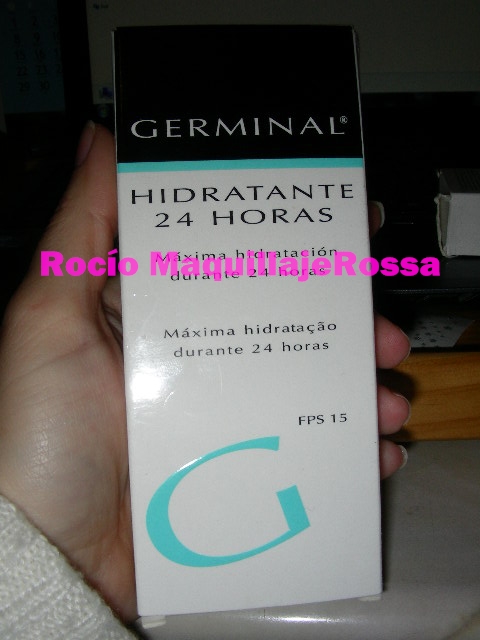 GERMINAL®
HIDRATANTE
24 HORAS
Máxima hidratación
durante 24 horas
Rocío MaquillajeRossa
Máxima hidratação
durante 24 horas
FPS 15
G